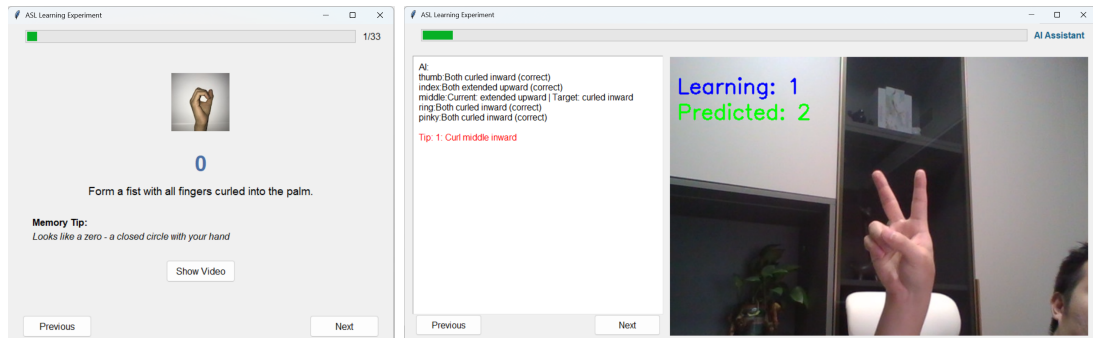 ASL Learning Experiment
1/33
0
Form a fist with all fingers curled into the palm.
Memory Tip:
Looks like a zero - a closed circle with your hand
Show Video
Previous
Next
ASL Learning Experiment
AI Assistant
AI:
thumb:Both curled inward (correct)
index:Both extended upward (correct)
middle:Current: extended upward | Target: curled inward
ring:Both curled inward (correct)
pinky:Both curled inward (correct)
Tip: 1: Curl middle inward
Previous
Next
Learning: 1
Predicted: 2